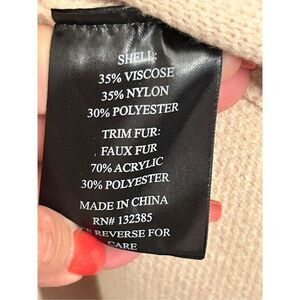 SHELL:
35% VISCOSE
35% NYLON
30% POLYESTER
TRIM FUR:
FAUX FUR
70% ACRYLIC
30% POLYESTER
MADE IN CHINA
RN# 132385
REVERSE FOR
CARE